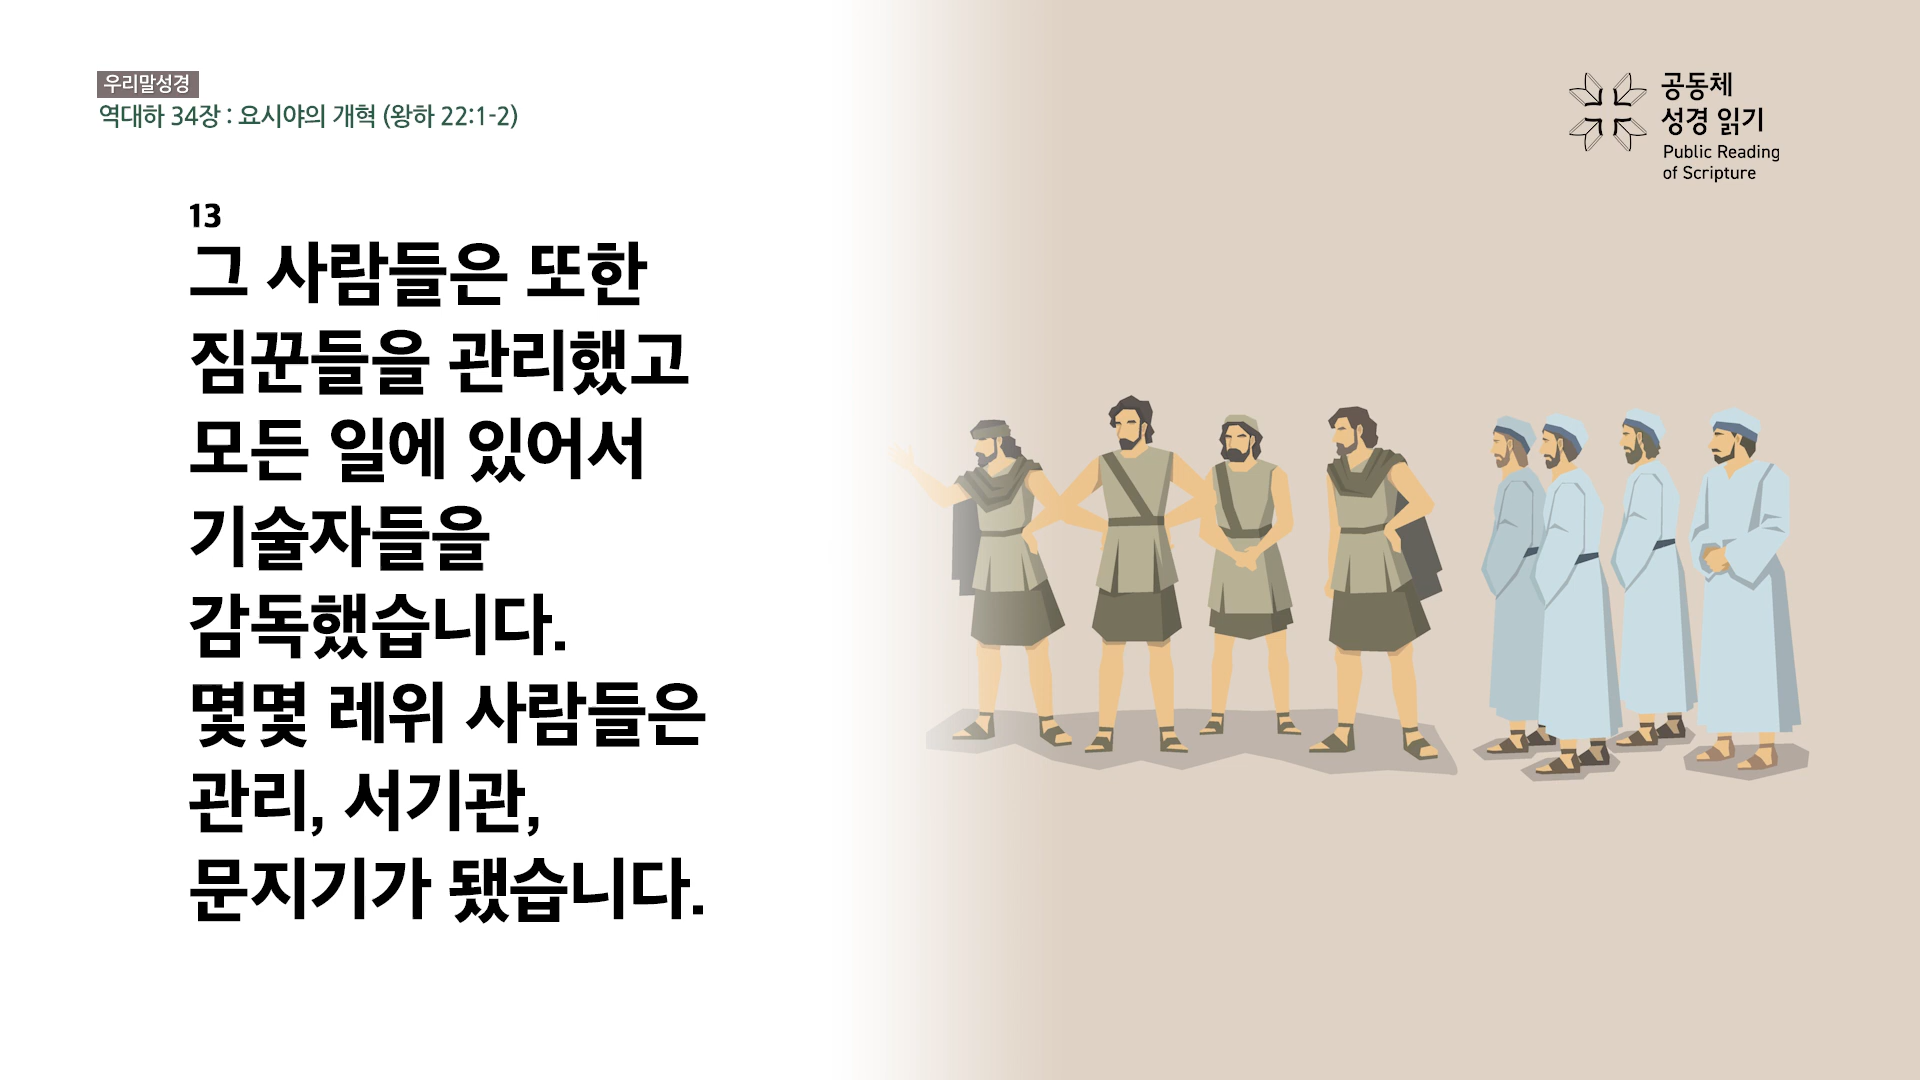 우리말성경
역대하 34장 : 요시야의 개혁 (왕하 22:1-2)
공동체
성경 읽기
Public Reading
of Scripture
13
그 사람들은 또한
짐꾼들을 관리했고
모든 일에 있어서
기술자들을
감독했습니다.
몇몇 레위 사람들은
관리, 서기관,
문지기가 됐습니다.